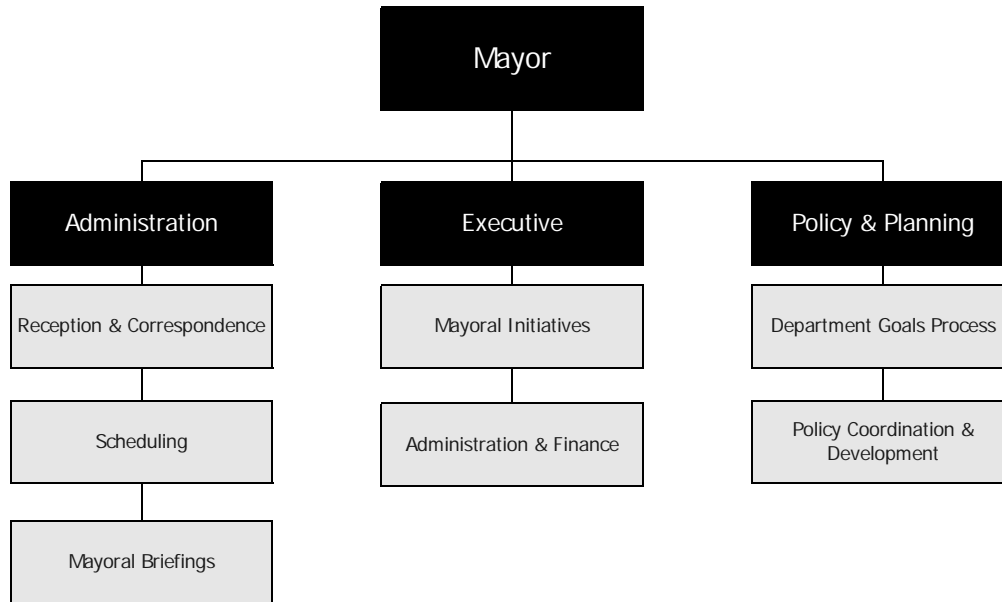 Mayor
Administration
Executive
Policy & Planning
Reception & Correspondence
Mayoral Initiatives
Department Goals Process
Scheduling
Administration & Finance
Policy Coordination &
Development
Mayoral Briefings